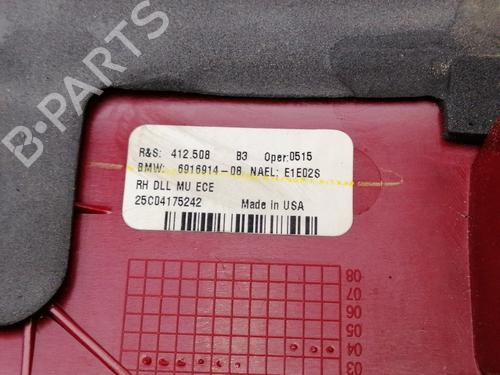 B-PARTS
R&S: 412.508 B3 Oper:0515
BMW: 6916914-08 NAEL: E1E02S
RH DLL MU ECE
25C04175242 Made in USA
08
07
06
05
04
03